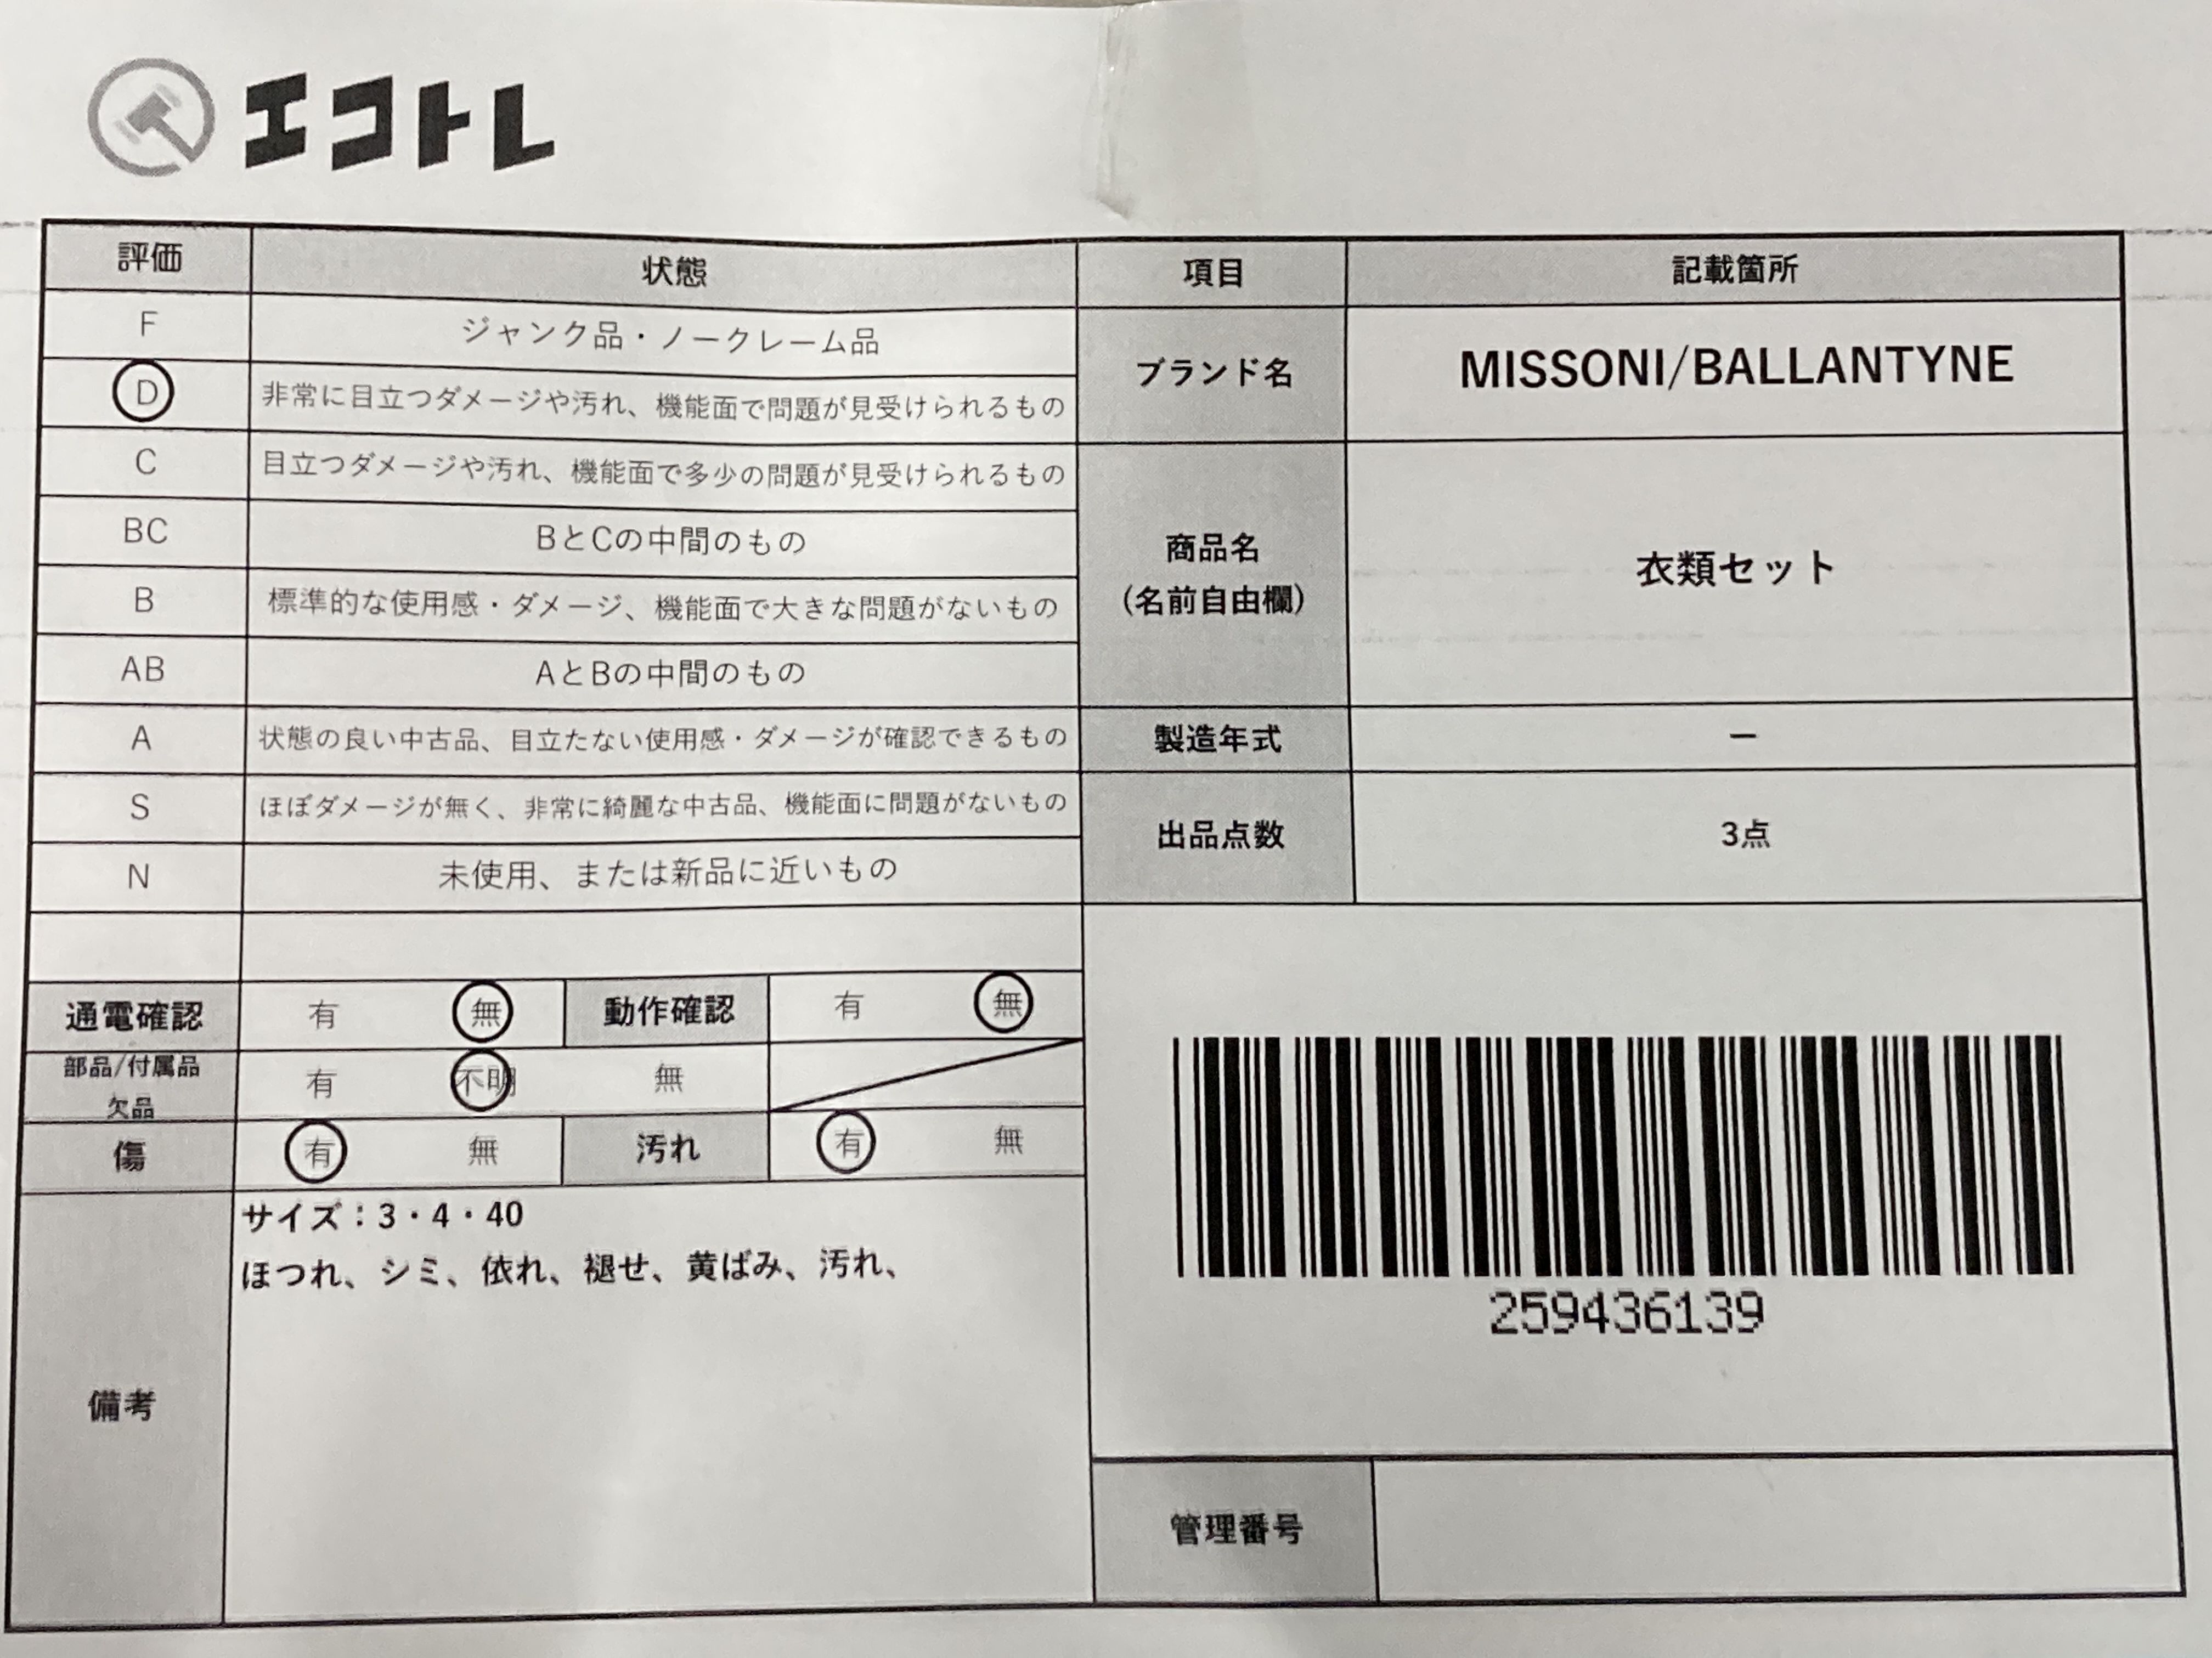 エコトレ
評価 状態 項目 記載箇所
F ジャンク品・ノークレーム品
D 非常に目立つダメージや汚れ、機能面で問題が見受けられるもの
C 目立つダメージや汚れ、機能面で多少の問題が見受けられるもの
BC BとCの中間のもの
B 標準的な使用感・ダメージ、機能面で大きな問題がないもの
AB AとBの中間のもの
A 状態の良い中古品、目立たない使用感・ダメージが確認できるもの
S ほぼダメージが無く、非常に綺麗な中古品、機能面に問題がないもの
N 未使用、または新品に近いもの
ブランド名 MISSONI/BALLANTYNE
商品名
(名前自由欄)
衣類セット
製造年式 ー
出品点数 3点
通電確認 有 無 動作確認 有 無
部品/付属品
欠品
有 不明 無
傷 有 無 汚れ 有 無
備考
サイズ：3・4・40
ほつれ、シミ、依れ、褪せ、黄ばみ、汚れ、
259436139
管理番号